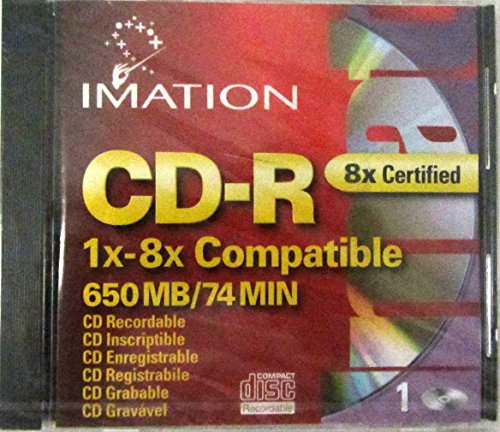 IMATION
CD-R
8x Certified
1x-8x Compatible
650 MB/74 MIN
CD Recordable
CD Inscriptible
CD Enregistrable
CD Registrabile
CD Grabable
CD Gravável
COMPACT
disc
Recordable
1